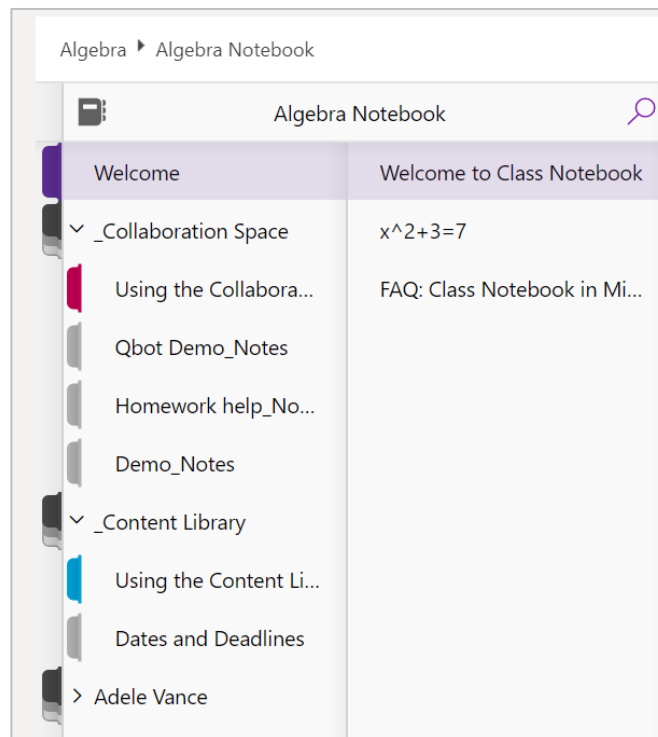 Algebra Algebra Notebook
Algebra Notebook
Welcome
_Collaboration Space
Using the Collabora...
Qbot Demo_Notes
Homework help_No...
Demo_Notes
_Content Library
Using the Content Li...
Dates and Deadlines
Adele Vance
Welcome to Class Notebook
x^2+3=7
FAQ: Class Notebook in Mi...